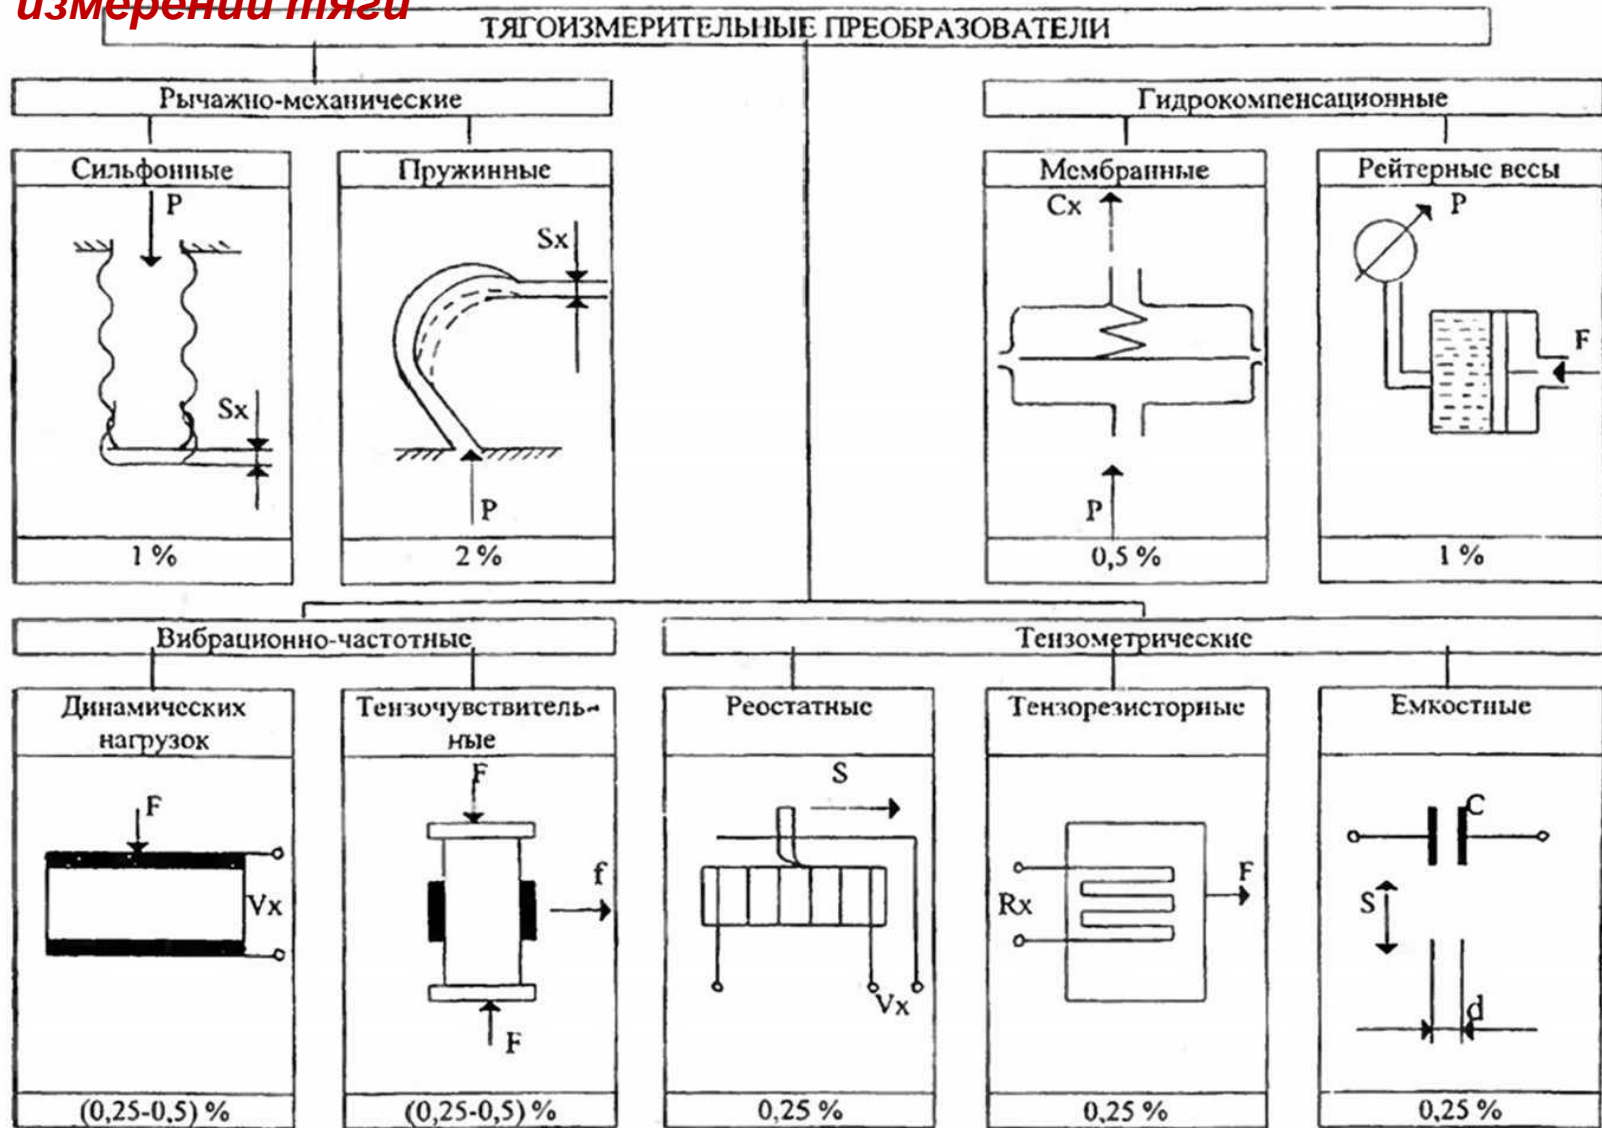 измерений тяги
ТЯГОИЗМЕРИТЕЛЬНЫЕ ПРЕОБРАЗОВАТЕЛИ
Рычажно-механические
Гидрокомпенсационные
Сильфонные
Пружинные
Мембранные
Рейтерные весы
P
Sx
1 %
Sx
P
2 %
Cx
P
0,5 %
P
F
1 %
Вибрационно-частотные
Тензометрические
Динамических
нагрузок
Тензочувствитель-
ные
Реостатные
Тензорезисторные
Емкостные
F
Vx
(0,25-0,5) %
F
f
F
(0,25-0,5) %
S
Vx
0,25 %
Rx
F
0,25 %
C
S
d
0,25 %